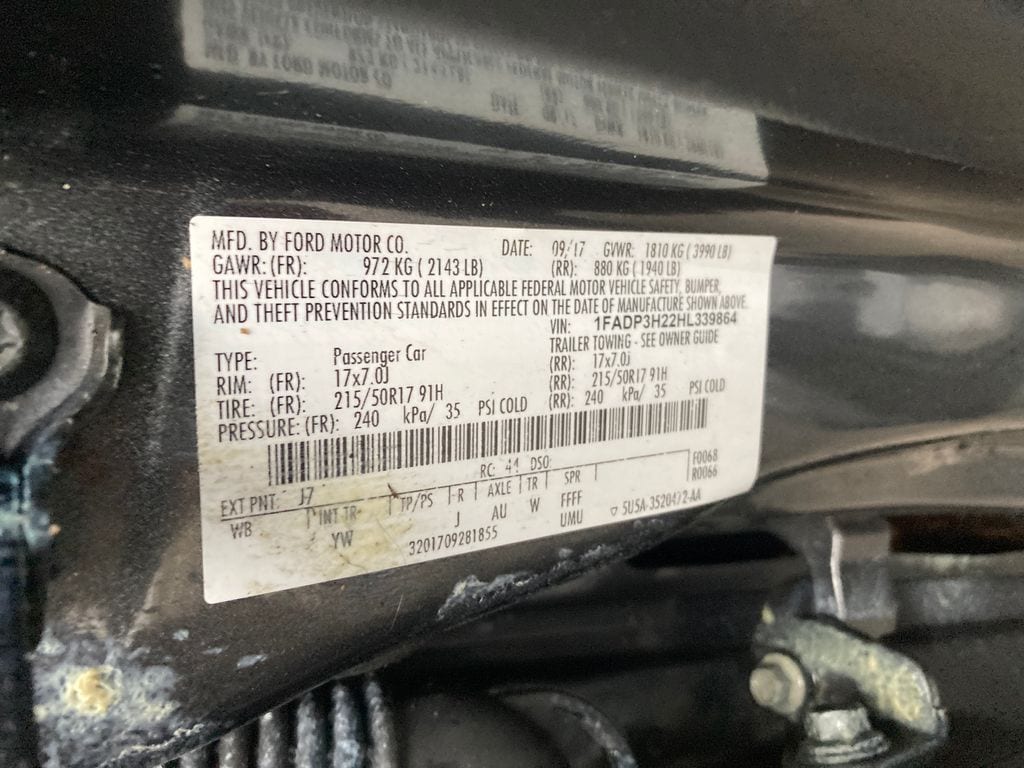 MFD. BY FORD MOTOR CO. DATE: 09/17 GVWR: 1810 KG ( 3990 LB)
GAWR: (FR): 972 KG ( 2143 LB) (RR): 880 KG ( 1940 LB)
THIS VEHICLE CONFORMS TO ALL APPLICABLE FEDERAL MOTOR VEHICLE SAFETY, BUMPER,
AND THEFT PREVENTION STANDARDS IN EFFECT ON THE DATE OF MANUFACTURE SHOWN ABOVE.
VIN: 1FADP3H22HL339864
TYPE: Passenger Car TRAILER TOWING - SEE OWNER GUIDE
RIM: (FR): 17x7.0J (RR): 17x7.0J
TIRE: (FR): 215/50R17 91H (RR): 215/50R17 91H
PRESSURE: (FR): 240 kPa/ 35 PSI COLD (RR): 240 kPa/ 35 PSI COLD
RC: 44 DSO: F0068
R0066
EXT PNT: J7 INT TR TP/PS R AXLE TR SPR
WB YW J AU W FFFF
UMU
3201709281855 ▽ 5U5A-3520472-AA